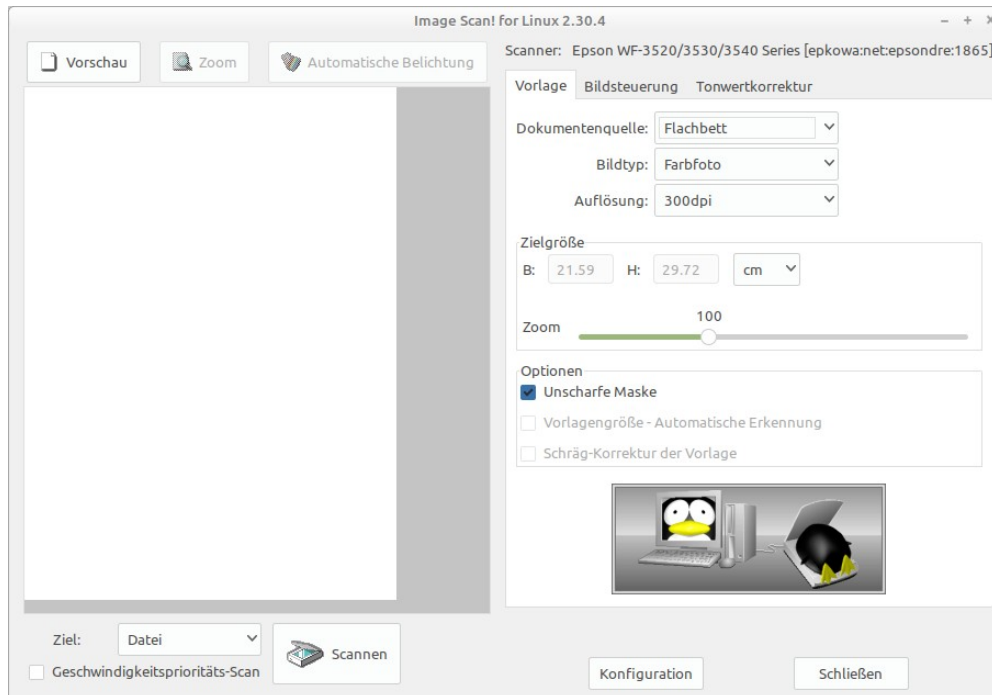 Image Scan! for Linux 2.30.4
Vorschau
Zoom
Automatische Belichtung
Scanner: Epson WF-3520/3530/3540 Series [epkowa:net:epsondre:1865]
Vorlage Bildsteuerung Tonwertkorrektur
Dokumentenquelle: Flachbett
Bildtyp: Farbfoto
Auflösung: 300dpi
Zielgröße
B: 21.59 H: 29.72 cm
100
Zoom
Optionen
Unscharfe Maske
Vorlagengröße - Automatische Erkennung
Schräg-Korrektur der Vorlage
Ziel: Datei
Geschwindigkeitsprioritäts-Scan
Scannen
Konfiguration
Schließen